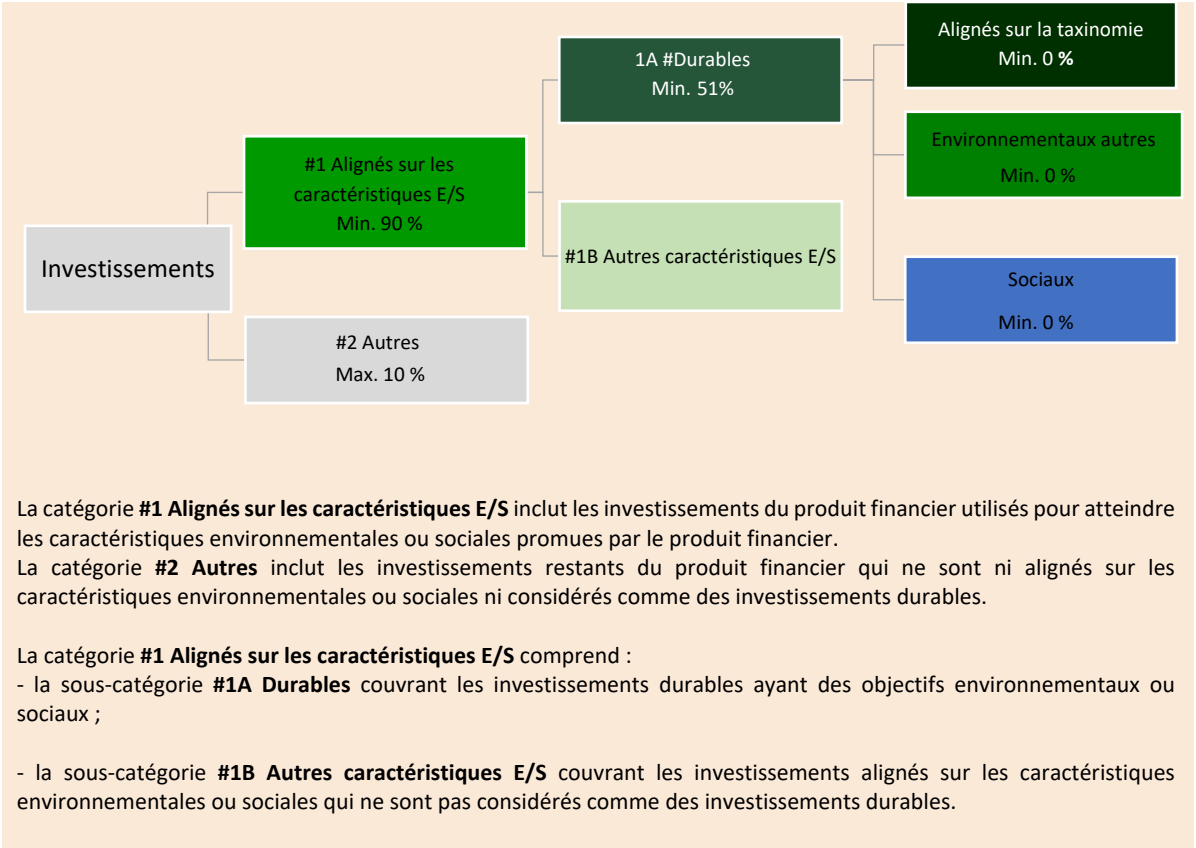 Alignés sur la taxinomie
Min. 0 %
1A #Durables
Min. 51%
Environnementaux autres
Min. 0 %
#1 Alignés sur les
caractéristiques E/S
Min. 90 %
#1B Autres caractéristiques E/S
Investissements
Sociaux
Min. 0 %
#2 Autres
Max. 10 %
La catégorie #1 Alignés sur les caractéristiques E/S inclut les investissements du produit financier utilisés pour atteindre
les caractéristiques environnementales ou sociales promues par le produit financier.
La catégorie #2 Autres inclut les investissements restants du produit financier qui ne sont ni alignés sur les
caractéristiques environnementales ou sociales ni considérés comme des investissements durables.
La catégorie #1 Alignés sur les caractéristiques E/S comprend :
- la sous-catégorie #1A Durables couvrant les investissements durables ayant des objectifs environnementaux ou
sociaux ;
- la sous-catégorie #1B Autres caractéristiques E/S couvrant les investissements alignés sur les caractéristiques
environnementales ou sociales qui ne sont pas considérés comme des investissements durables.